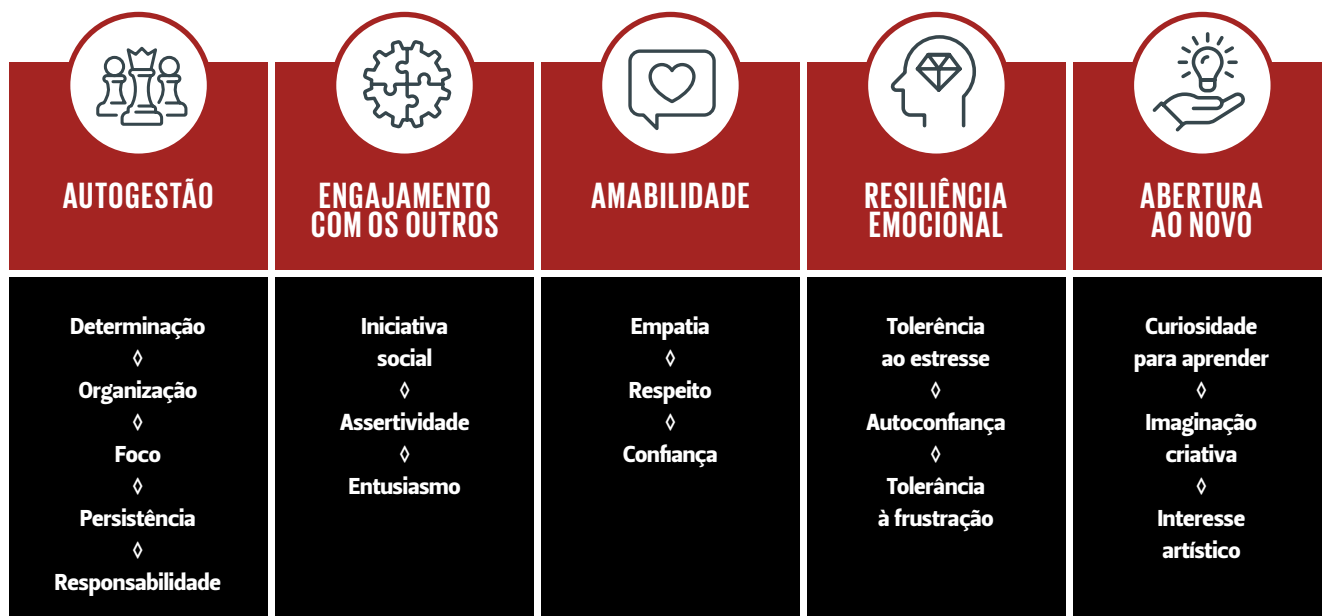 AUTOGESTÃO
Determinação
◊
Organização
◊
Foco
◊
Persistência
◊
Responsabilidade
ENGAJAMENTO
COM OS OUTROS
Iniciativa
social
◊
Assertividade
◊
Entusiasmo
AMABILIDADE
Empatia
◊
Respeito
◊
Confiança
RESILIÊNCIA
EMOCIONAL
Tolerência
ao estresse
◊
Autoconfiança
◊
Tolerância
à frustração
ABERTURA
AO NOVO
Curiosidade
para aprender
◊
Imaginação
criativa
◊
Interesse
artístico